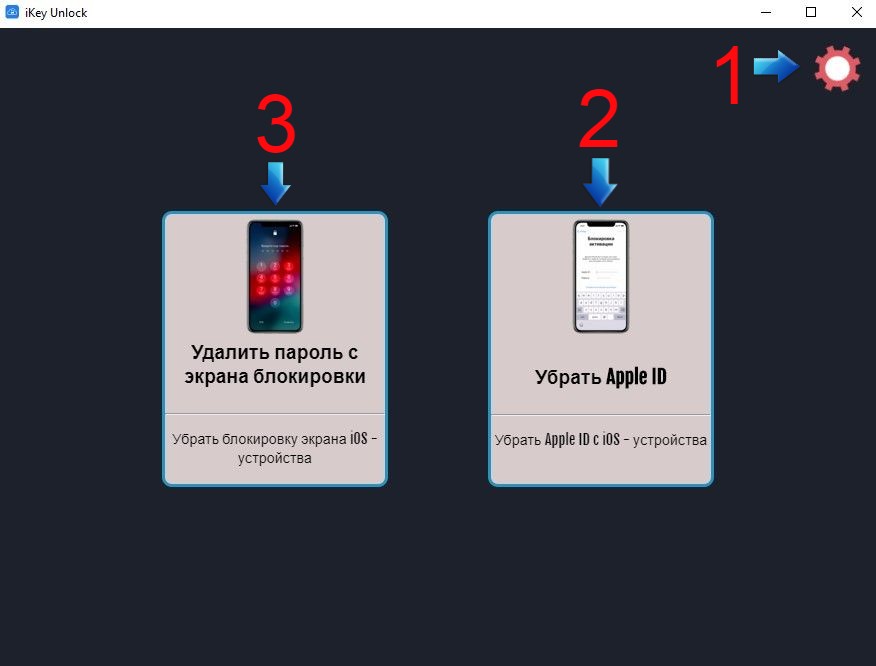 iKey Unlock
1
3
2
Блокировка
активации
Удалить пароль с
экрана блокировки
Убрать Apple ID
Убрать блокировку экрана iOS -
устройства
Убрать Apple ID с iOS - устройства